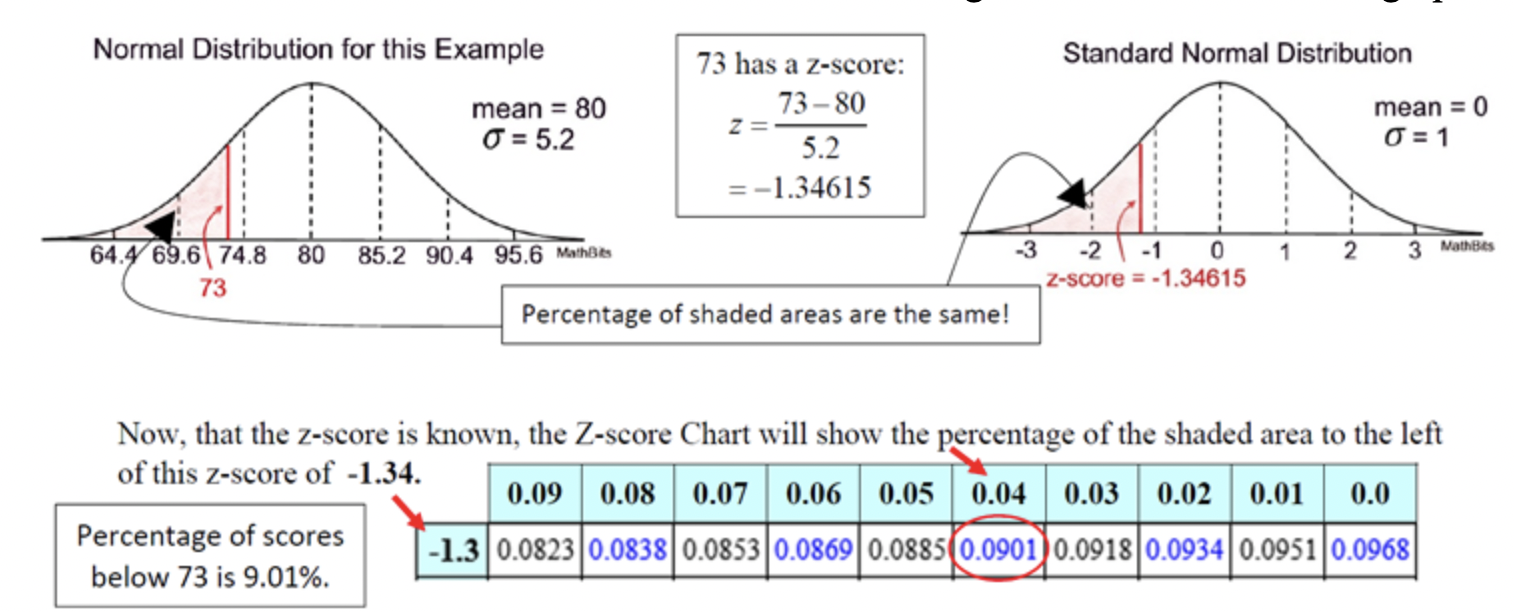 Normal Distribution for this Example
mean = 80
σ = 5.2
64.4 69.6 74.8 80 85.2 90.4 95.6 MathBits
73
73 has a z-score:
z = (73 – 80) / 5.2
= –1.34615
Standard Normal Distribution
mean = 0
σ = 1
-3 -2 -1 0 1 2 3 MathBits
z-score = -1.34615
Percentage of shaded areas are the same!
Now, that the z-score is known, the Z-score Chart will show the percentage of the shaded area to the left
of this z-score of -1.34.
Percentage of scores
below 73 is 9.01%.
0.09 0.08 0.07 0.06 0.05 0.04 0.03 0.02 0.01 0.0
-1.3 0.0823 0.0838 0.0853 0.0869 0.0885 0.0901 0.0918 0.0934 0.0951 0.0968